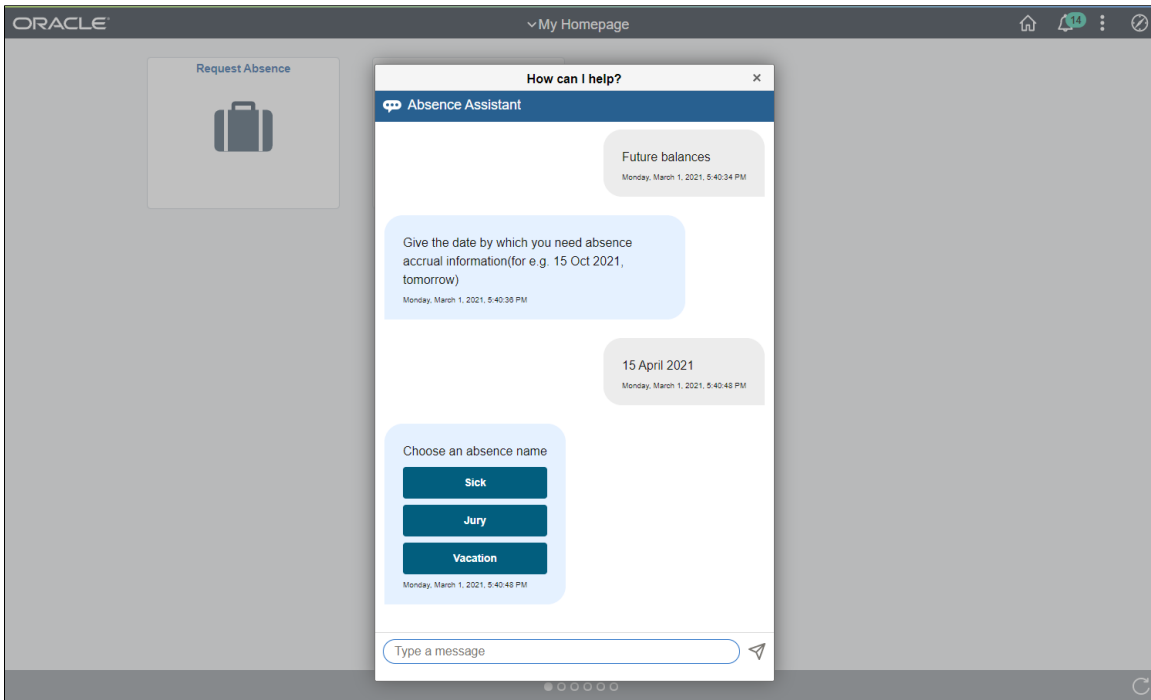 ORACLE
My Homepage
14
Request Absence
How can I help?
Absence Assistant
Future balances
Monday, March 1, 2021, 5:40:34 PM
Give the date by which you need absence
accrual information(for e.g. 15 Oct 2021,
tomorrow)
Monday, March 1, 2021, 5:40:36 PM
15 April 2021
Monday, March 1, 2021, 5:40:48 PM
Choose an absence name
Sick
Jury
Vacation
Monday, March 1, 2021, 5:40:48 PM
Type a message